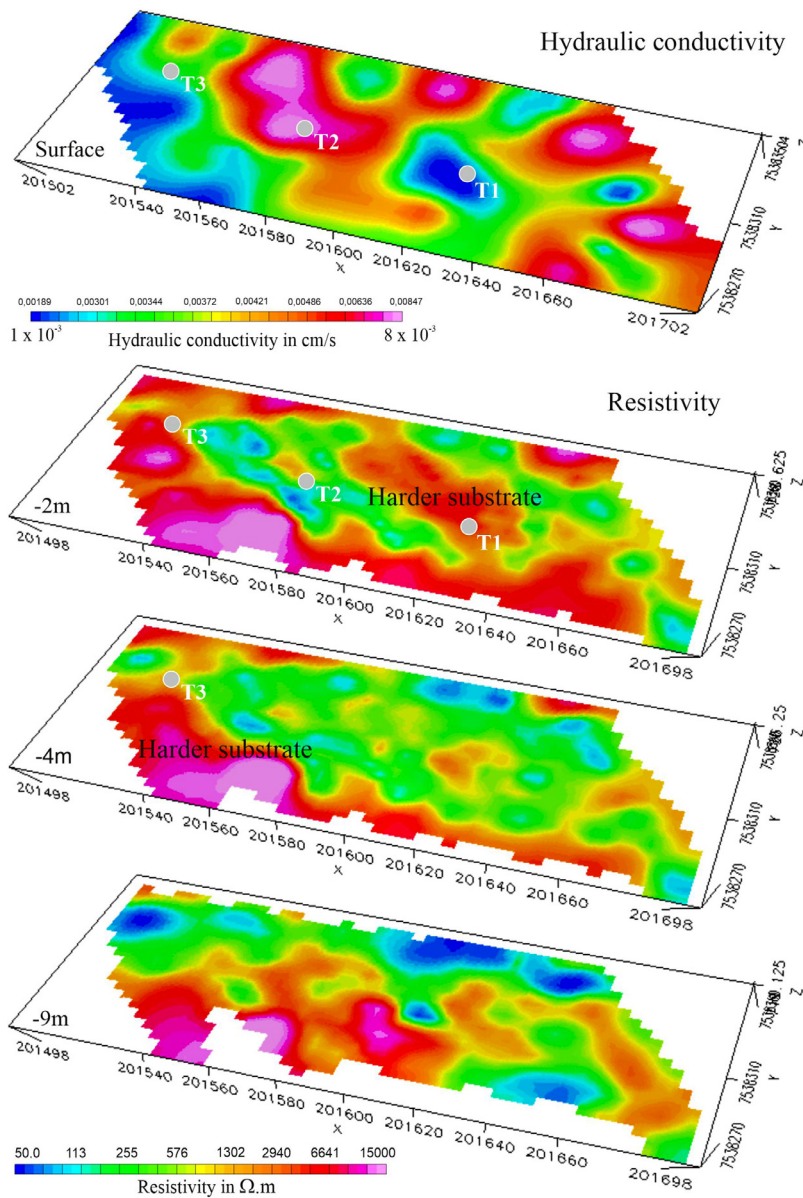 Hydraulic conductivity
T3
T2
T1
Surface
201502
201540
201560
201580
201600
201620
201640
201660
201702
X
7538270
7538310
Y
Z
0,00189 0,00301 0,00344 0,00372 0,00421 0,00486 0,00636 0,00847
1 x 10⁻³ 8 x 10⁻³
Hydraulic conductivity in cm/s
Resistivity
T3
T2
Harder substrate
T1
-2m
201498
201540
201560
201580
201600
201620
201640
201660
201698
X
7538270
7538310
Y
Z
T3
Harder substrate
-4m
201498
201540
201560
201580
201600
201620
201640
201660
201698
X
7538270
7538310
Y
Z
-9m
201498
201540
201560
201580
201600
201620
201640
201660
201698
X
7538270
7538310
Y
Z
50.0 113 255 576 1302 2940 6641 15000
Resistivity in Ω.m